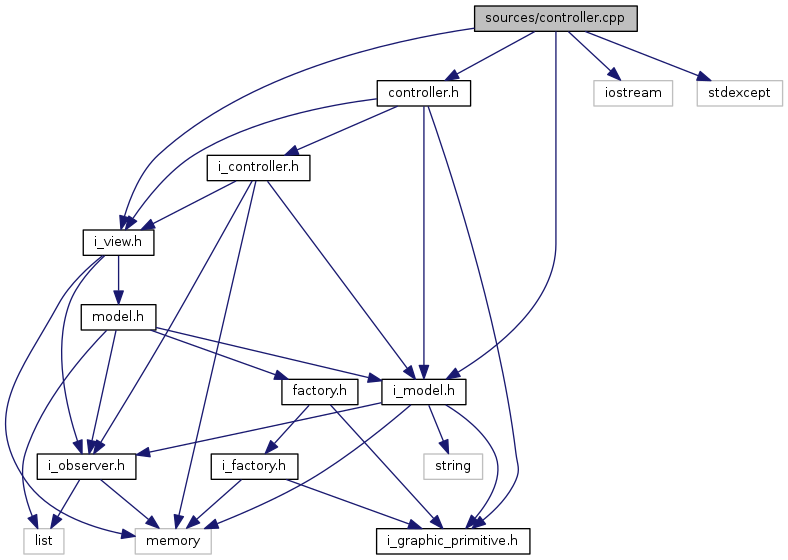 sources/controller.cpp
controller.h
iostream
stdexcept
i_controller.h
i_view.h
model.h
factory.h
i_model.h
i_observer.h
i_factory.h
string
list
memory
i_graphic_primitive.h